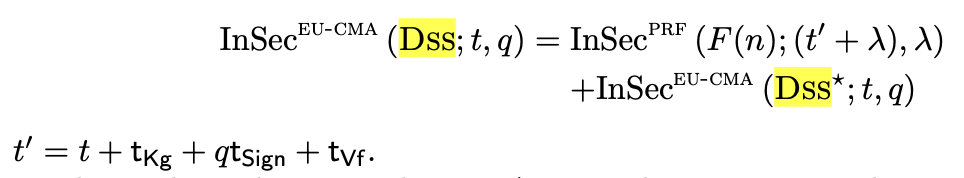 InSec^EU-CMA (Dss; t, q) = InSec^PRF (F(n); (t′ + λ), λ)
+InSec^EU-CMA (Dss⋆; t, q)
t′ = t + t_Kg + qt_Sign + t_Vf.